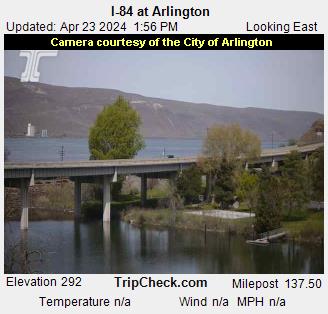 I-84 at Arlington
Updated: Apr 23 2024 1:56 PM Looking East
Camera courtesy of the City of Arlington
Elevation 292 TripCheck.com Milepost 137.50
Temperature n/a Wind n/a MPH n/a